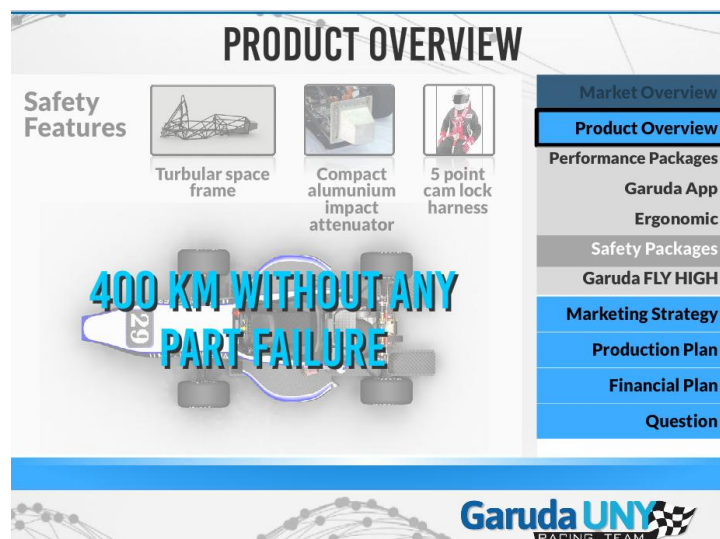 PRODUCT OVERVIEW
Safety
Features
Turbular space
frame
Compact
alumunium
impact
attenuator
5 point
cam lock
harness
400 KM WITHOUT ANY
PART FAILURE
29
Market Overview
Product Overview
Performance Packages
Garuda App
Ergonomic
Safety Packages
Garuda FLY HIGH
Marketing Strategy
Production Plan
Financial Plan
Question
Garuda UNY
RACING TEAM